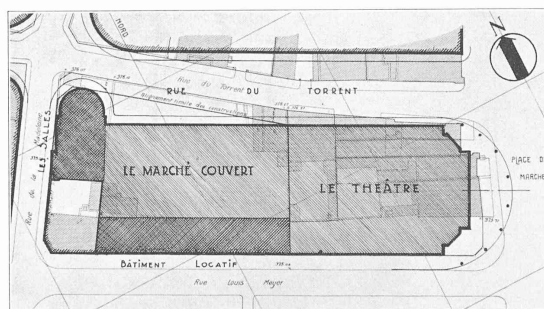 N
NORD
Rue du Torrent
RUE DU TORRENT
alignement limite des constructions
Rue de la Madeleine
LES SALLES
LE MARCHÉ COUVERT
LE THÉÂTRE
PLACE D
MARCHÉ
BÂTIMENT LOCATIF
Rue Louis Meyer